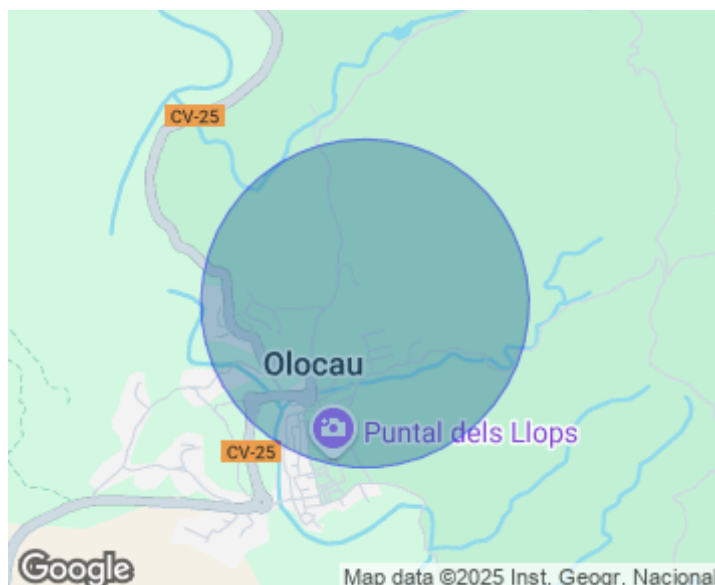 CV-25
Olocau
Puntal dels Llops
CV-25
Google
Map data ©2025 Inst. Geogr. Nacional